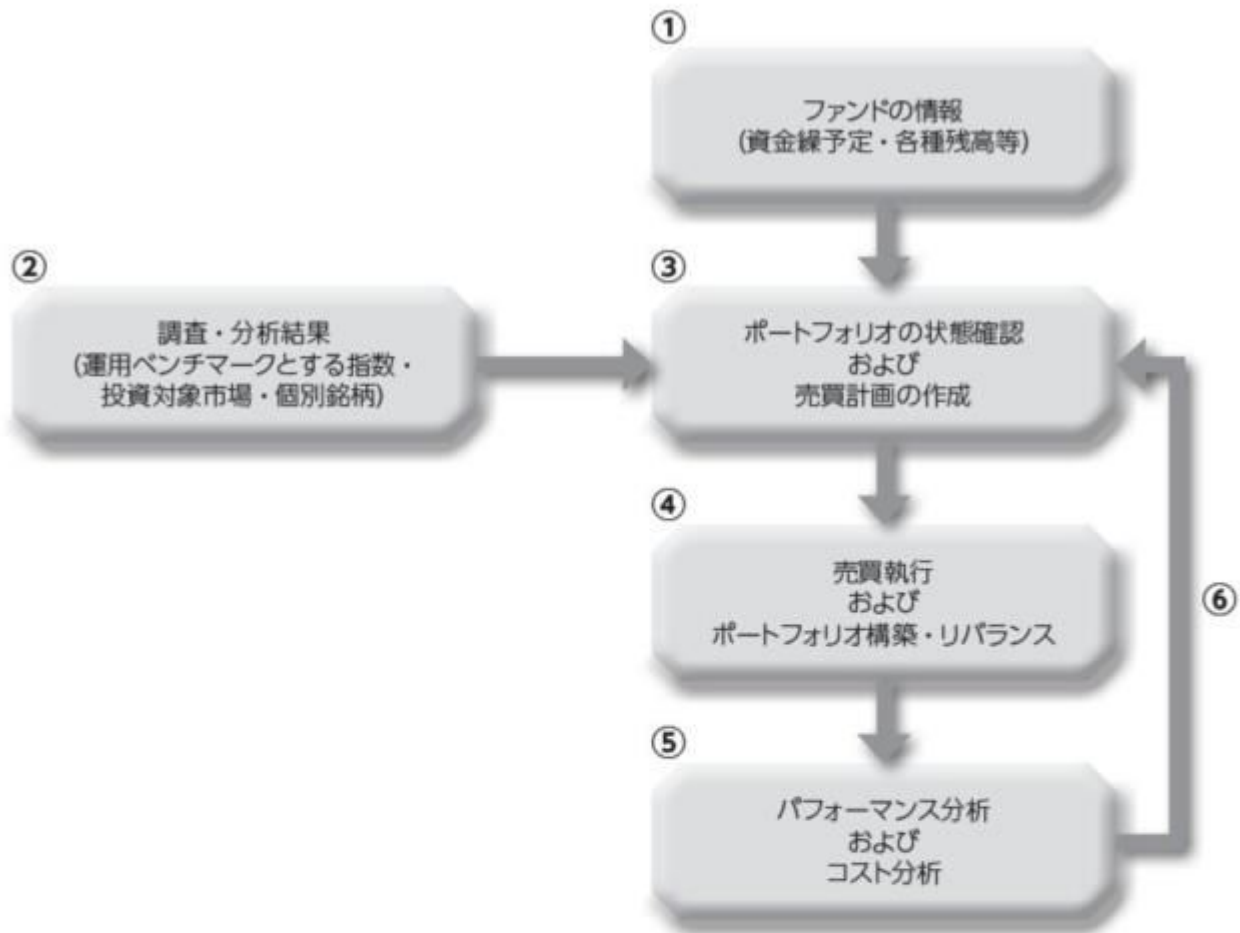 ①
ファンドの情報
(資金繰予定・各種残高等)
②
調査・分析結果
(運用ベンチマークとする指数・
投資対象市場・個別銘柄)
③
ポートフォリオの状態確認
および
売買計画の作成
④
売買執行
および
ポートフォリオ構築・リバランス
⑥
⑤
パフォーマンス分析
および
コスト分析